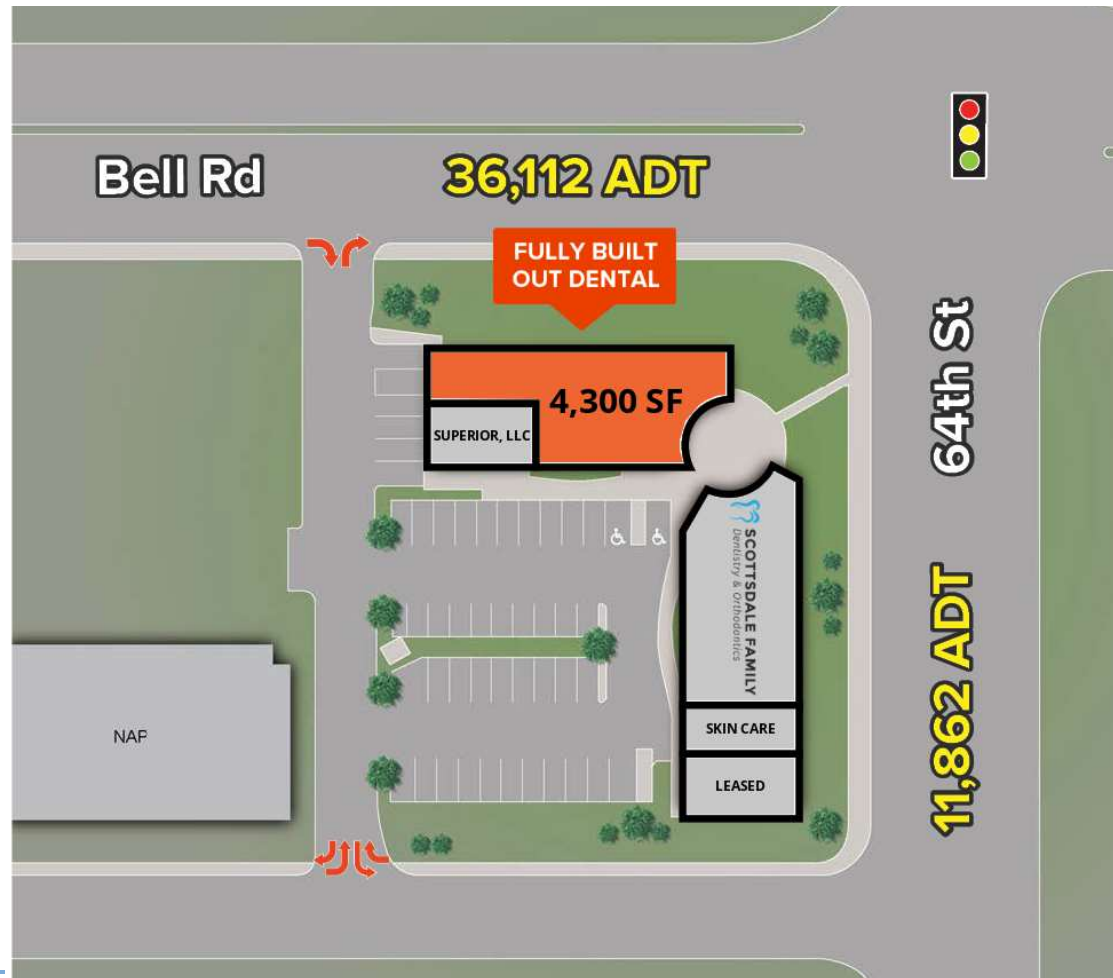 Bell Rd
36,112 ADT
FULLY BUILT
OUT DENTAL
4,300 SF
SUPERIOR, LLC
64th St
11,862 ADT
SCOTTSDALE FAMILY
Dentistry & Orthodontics
SKIN CARE
LEASED
NAP